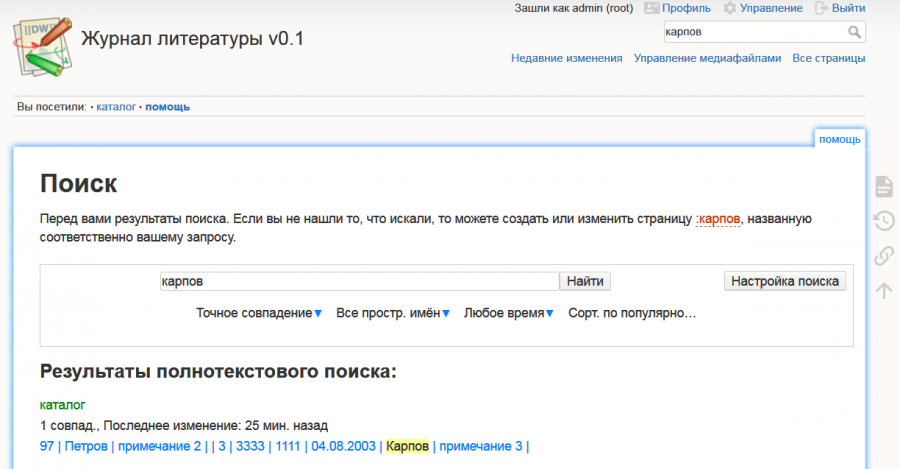 Зашли как admin (root) Профиль Управление Выйти
[[DW]]
Журнал литературы v0.1
карпов
Недавние изменения Управление медиафайлами Все страницы
Вы посетили: • каталог • помощь
помощь
Поиск
Перед вами результаты поиска. Если вы не нашли то, что искали, то можете создать или изменить страницу :карпов, названную
соответственно вашему запросу.
карпов Найти Настройка поиска
Точное совпадение▼ Все простр. имён▼ Любое время▼ Сорт. по популярно…
Результаты полнотекстового поиска:
каталог
1 совпад., Последнее изменение: 25 мин. назад
97 | Петров | примечание 2 | | 3 | 3333 | 1111 | 04.08.2003 | Карпов | примечание 3 |